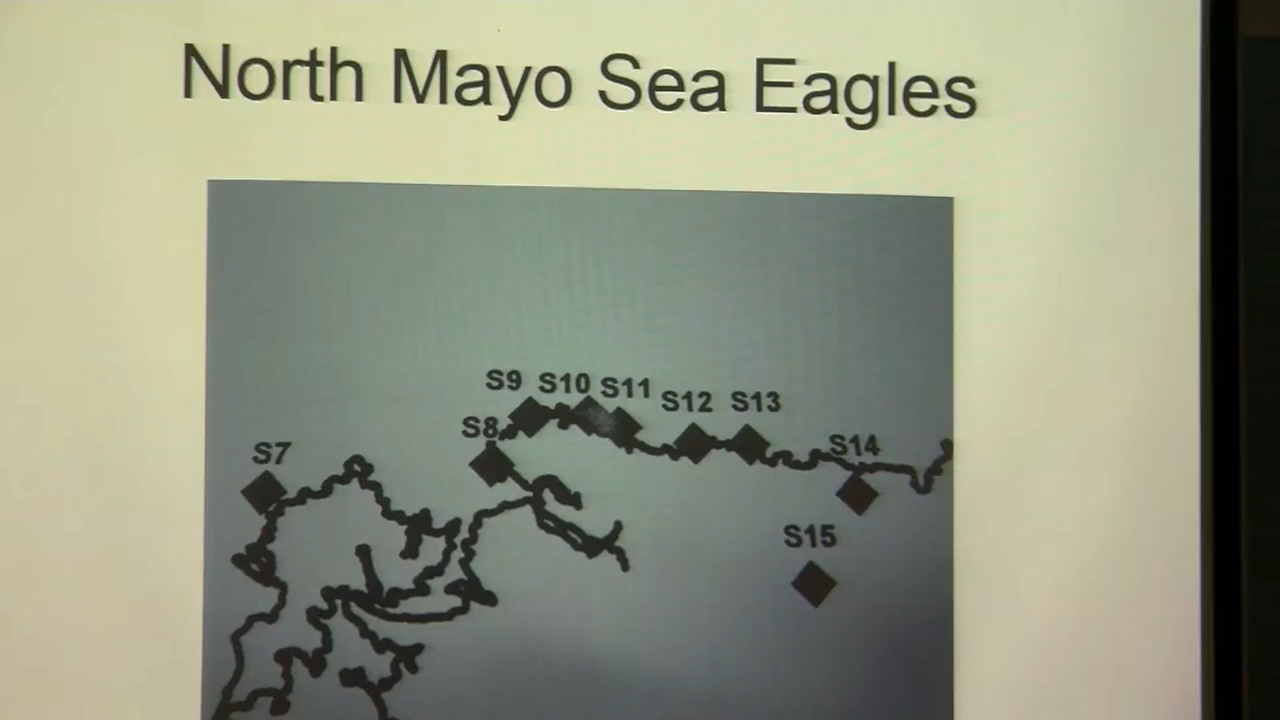 North Mayo Sea Eagles
S9 S10 S11 S12 S13
S8
S7
S14
S15